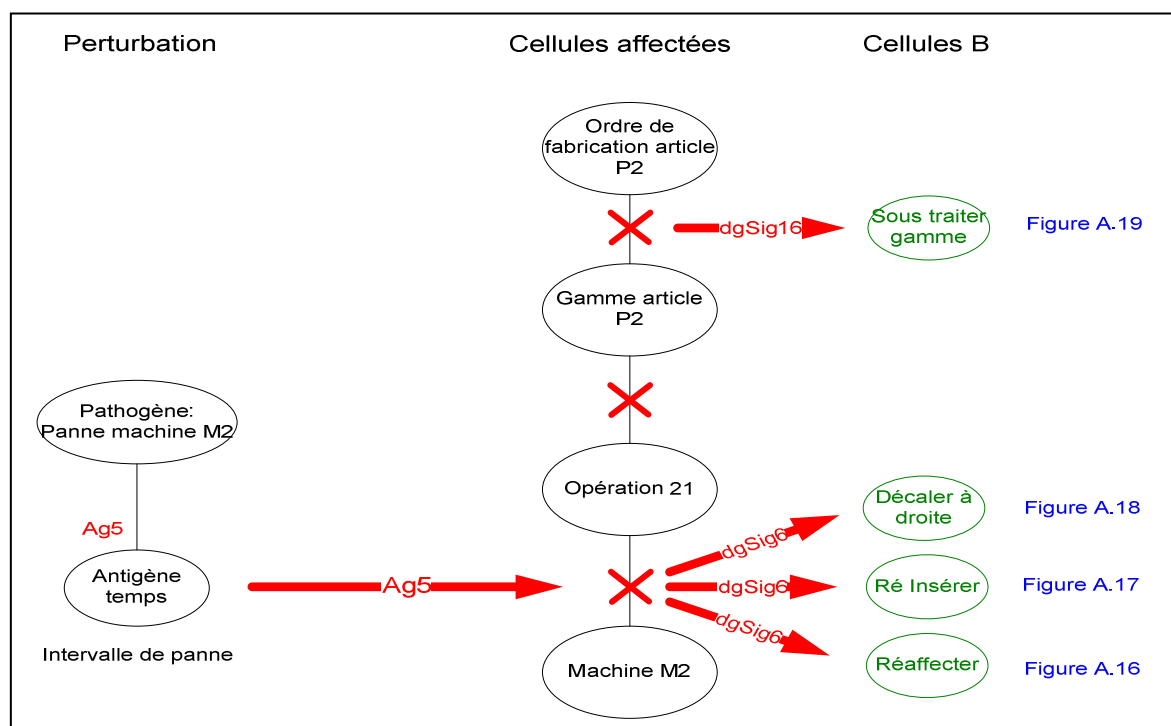 Perturbation
Cellules affectées
Cellules B
Ordre de
fabrication article
P2
dgSig16
Sous traiter
gamme
Figure A.19
Gamme article
P2
Pathogène:
Panne machine M2
Ag5
Antigène
temps
Intervalle de panne
Ag5
Opération 21
dgSig6
Décaler à
droite
Figure A.18
dgSig6
Ré Insérer
Figure A.17
dgSig6
Réaffecter
Figure A.16
Machine M2